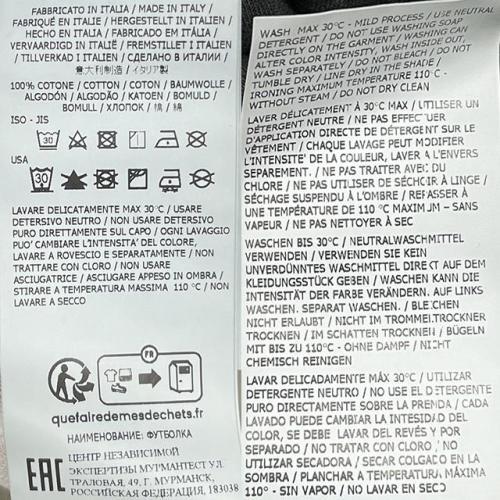 FABBRICATO IN ITALIA / MADE IN ITALY /
FABRIQUÉ EN ITALIE / HERGESTELLT IN ITALIEN /
HECHO EN ITALIA / FABRICADO EM ITÁLIA /
VERVAARDIGD IN ITALIË / FREMSTILLET I ITALIEN
/ TILLVERKAD I ITALIEN / СДЕЛАНО В ИТАЛИИ /
意大利制造 / イタリア製
100% COTONE / COTTON / COTON / BAUMWOLLE /
ALGODÓN / ALGODÃO / KATOEN / BOMULD /
BOMULL / ХЛОПОК / 棉 / 綿
ISO - JIS
30
USA
30
LAVARE DELICATAMENTE MAX 30°C / USARE
DETERSIVO NEUTRO / NON USARE DETERSIVO
PURO DIRETTAMENTE SUL CAPO / OGNI LAVAGGIO
PUO' CAMBIARE L'INTENSITA' DEL COLORE,
LAVARE A ROVESCIO E SEPARATAMENTE / NON
TRATTARE CON CLORO / NON USARE
ASCIUGATRICE / ASCIUGARE APPESO IN OMBRA /
STIRARE A TEMPERATURA MASSIMA 110 °C / NON
LAVARE A SECCO
FR
quefairedemesdechets.fr
НАИМЕНОВАНИЕ: ФУТБОЛКА
EAC
ЦЕНТР НЕЗАВИСИМОЙ
ЭКСПЕРТИЗЫ МУРМАНТЕСТ УЛ.
ТРАЛОВАЯ, 49, Г. МУРМАНСК,
РОССИЙСКАЯ ФЕДЕРАЦИЯ, 183038
WASH MAX 30°C - MILD PROCESS / USE NEUTRAL
DETERGENT / DO NOT USE WASHING SOAP
DIRECTLY ON THE GARMENT / WASHING CAN
ALTER COLOR INTENSITY, WASH INSIDE OUT,
WASH SEPARATELY / DO NOT BLEACH / DO NOT
TUMBLE DRY / LINE DRY IN THE SHADE /
IRONING MAXIMUM TEMPERATURE 110°C -
WITHOUT STEAM / DO NOT DRY CLEAN
LAVER DÉLICATEMENT À 30°C MAX / UTILISER UN
DÉTERGENT NEUTRE / NE PAS EFFECTUER
D'APPLICATION DIRECTE DE DÉTERGENT SUR LE
VÊTEMENT / CHAQUE LAVAGE PEUT MODIFIER
L'INTENSITE' DE LA COULEUR, LAVER A L'ENVERS
SEPAREMENT. / NE PAS TRAITER AVEC DU
CHLORE / NE PAS UTILISER DE SÉCHOIR À LINGE /
SÉCHAGE SUSPENDU À L'OMBRE / REPASSER À
UNE TEMPÉRATURE DE 110 °C MAXIMUM – SANS
VAPEUR / NE PAS NETTOYER À SEC
WASCHEN BIS 30°C / NEUTRALWASCHMITTEL
VERWENDEN / VERWENDEN SIE KEIN
UNVERDÜNNTES WASCHMITTEL DIREKT AUF DEM
KLEIDUNGSSTÜCK GEBEN / WASCHEN KANN DIE
INTENSITÄT DER FARBE VERÄNDERN. AUF LINKS
WASCHEN. SEPARAT WASCHEN. / BLEICHEN
NICHT ERLAUBT / NICHT IM TROMMELTROCKNER
TROCKNEN / IM SCHATTEN TROCKNEN / BÜGELN
MIT BIS ZU 110°C - OHNE DAMPF / NICHT
CHEMISCH REINIGEN
LAVAR DELICADAMENTE MÁX 30°C / UTILIZAR
DETERGENTE NEUTRO / NO USE EL DETERGENTE
PURO DIRECTAMENTE SOBRE LA PRENDA / CADA
LAVADO PUEDE CAMBIAR LA INTESIDAD DEL
COLOR, SE DEBE LAVAR DEL REVÉS Y POR
SEPARADO / NO TRATAR CON CLORO / NO
UTILIZAR SECADORA / SECAR COLGADO EN LA
SOMBRA / PLANCHAR A TEMPERATURA MÁXIMA
110° - SIN VAPOR / NO LAVAR EN SECO